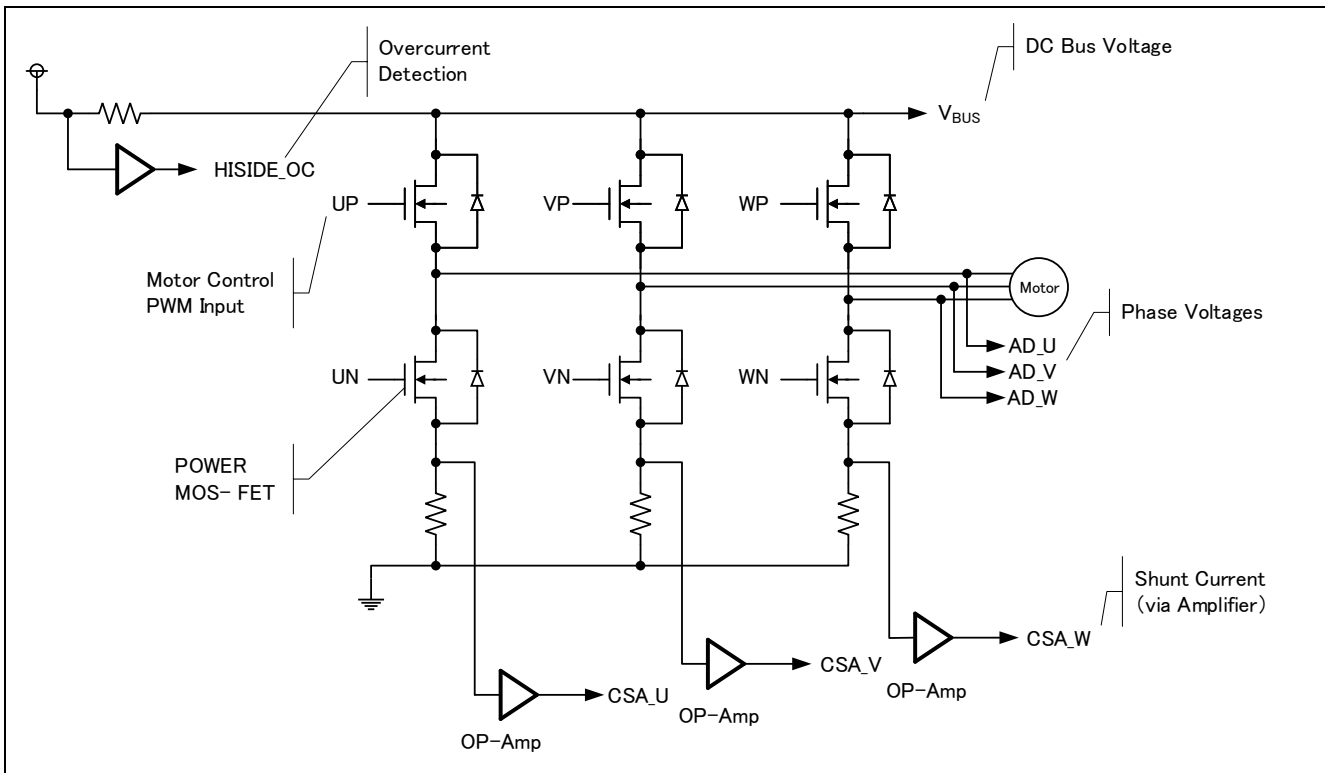 Overcurrent
Detection
DC Bus Voltage
VBUS
HISIDE_OC
UP
VP
WP
Motor Control
PWM Input
Motor
Phase Voltages
AD_U
AD_V
AD_W
UN
VN
WN
POWER
MOS- FET
Shunt Current
(via Amplifier)
CSA_W
CSA_V
OP-Amp
CSA_U
OP-Amp
OP-Amp